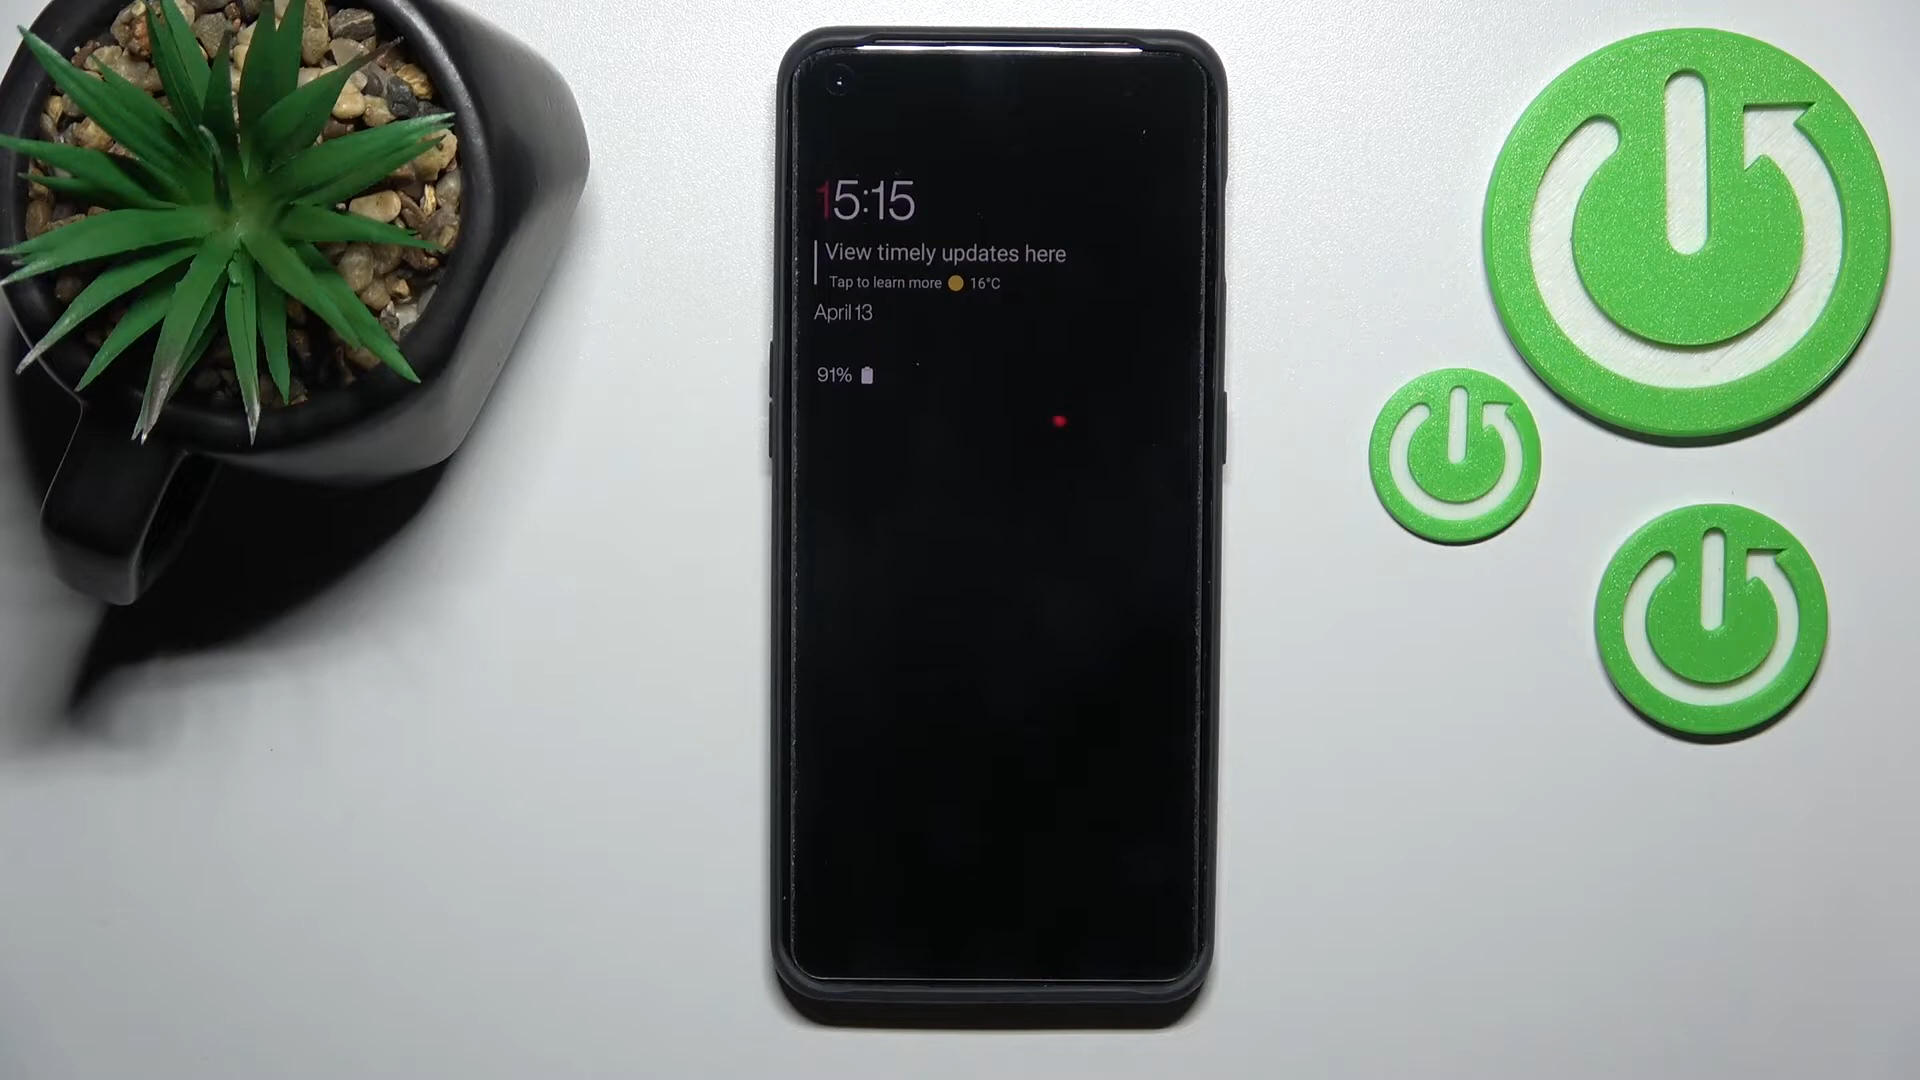 15:15
View timely updates here
Tap to learn more 16°C
April 13
91%